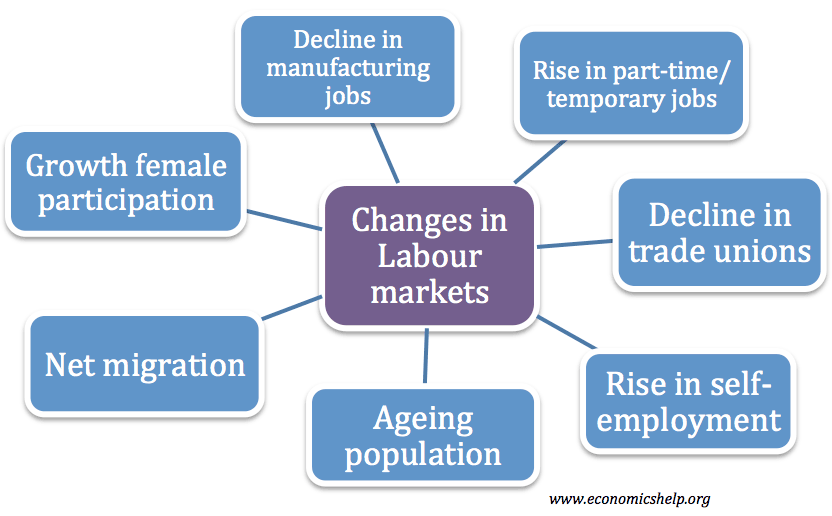 Decline in
manufacturing
jobs
Rise in part-time/
temporary jobs
Growth female
participation
Changes in
Labour
markets
Decline in
trade unions
Net migration
Rise in self-
employment
Ageing
population
www.economicshelp.org